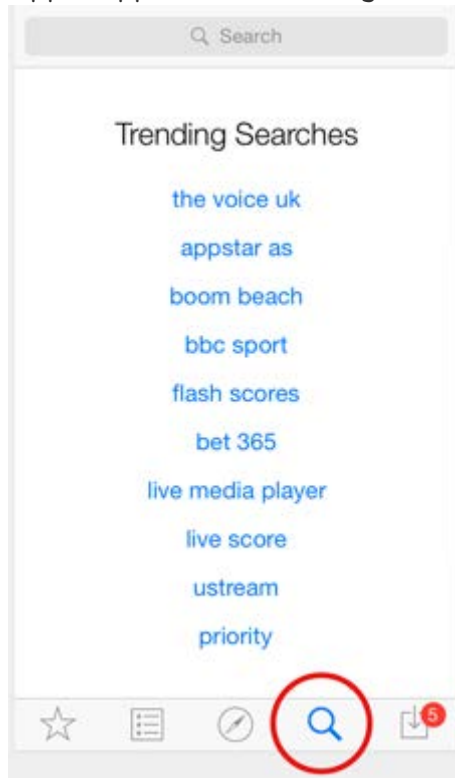 Search
Trending Searches
the voice uk
appstar as
boom beach
bbc sport
flash scores
bet 365
live media player
live score
ustream
priority
5